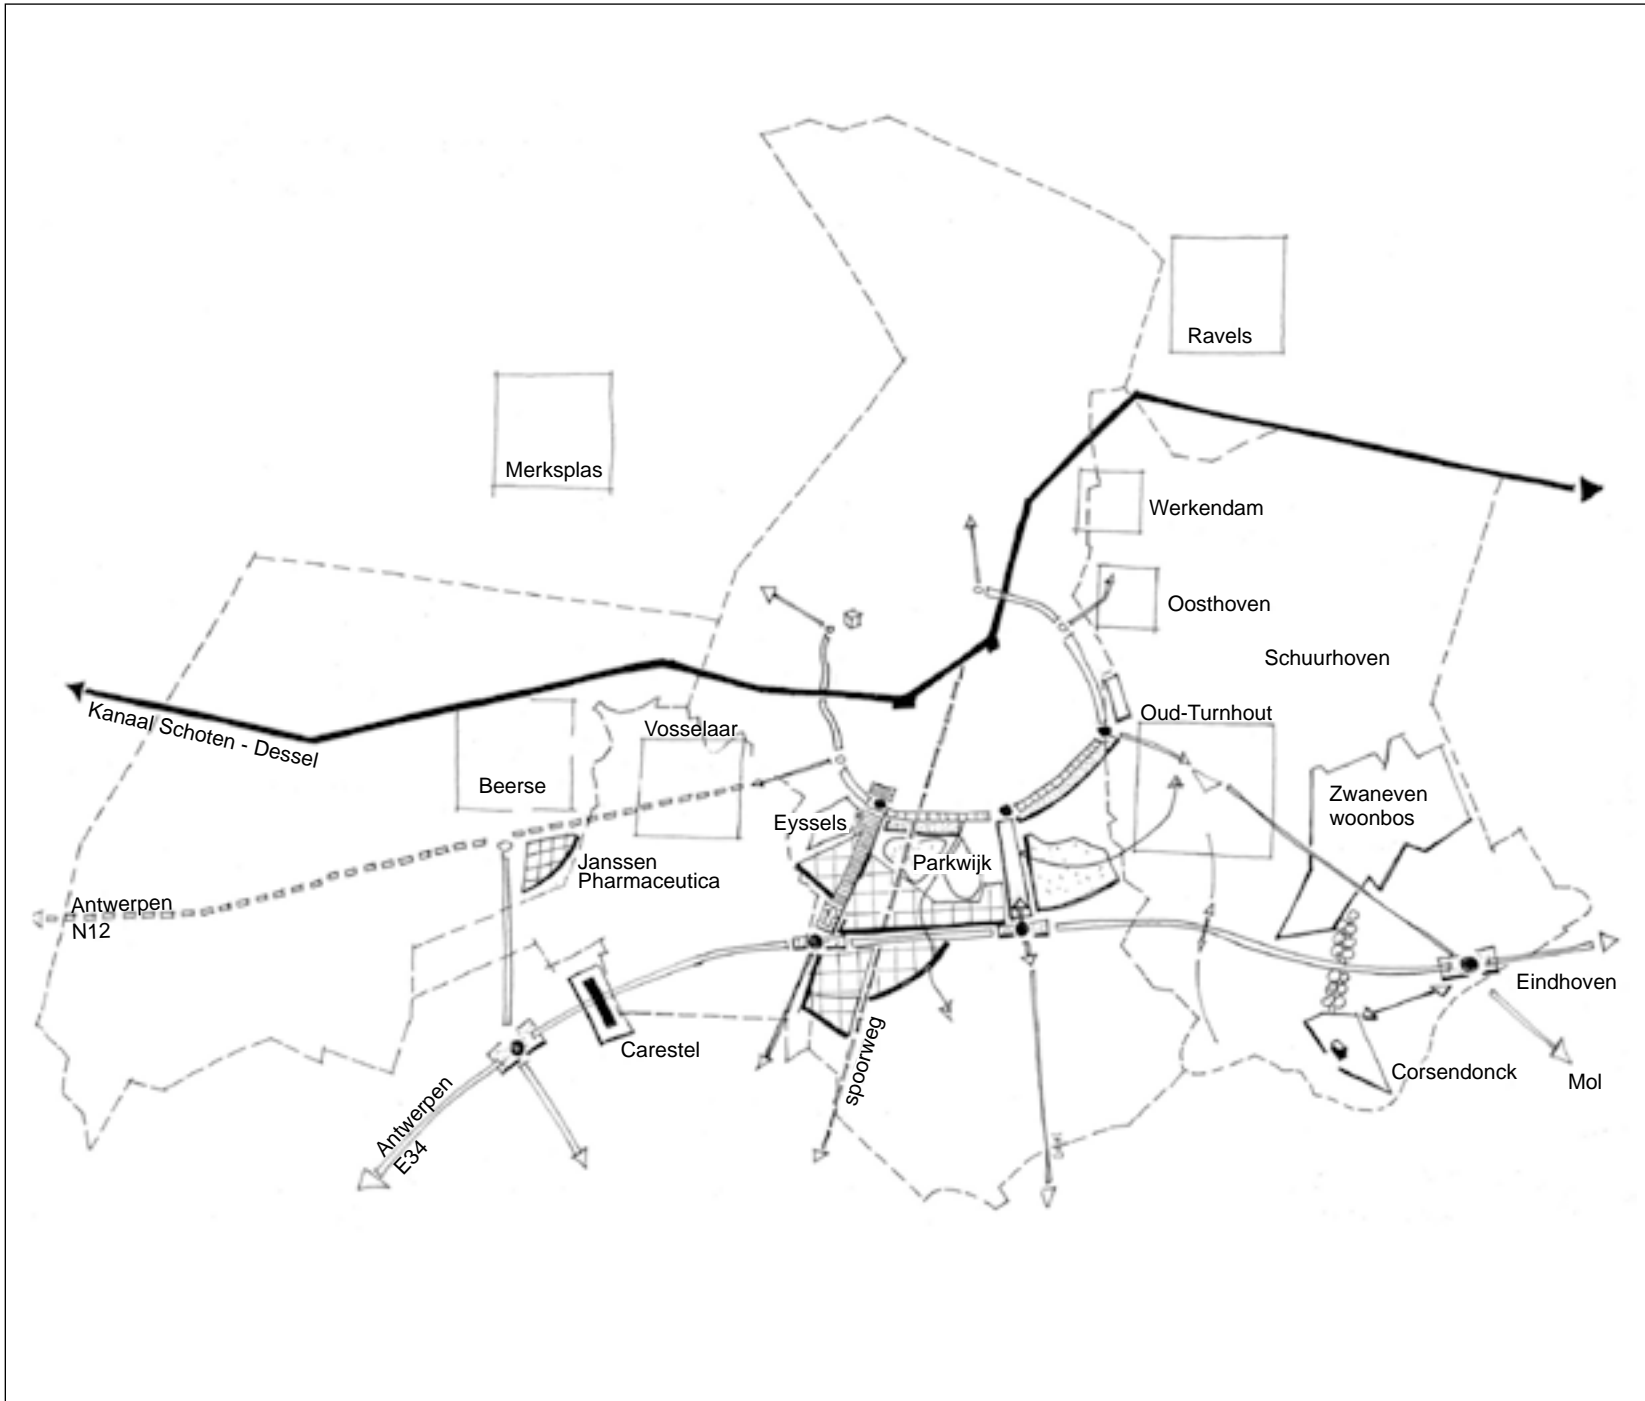 Ravels
Merksplas
Werkendam
Oosthoven
Schuurhoven
Kanaal Schoten - Dessel
Vosselaar
Oud-Turnhout
Beerse
Eyssels
Zwaneven
woonbos
Janssen
Pharmaceutica
Parkwijk
Antwerpen
N12
Eindhoven
Carestel
spoorweg
Corsendonck
Mol
Antwerpen
E34